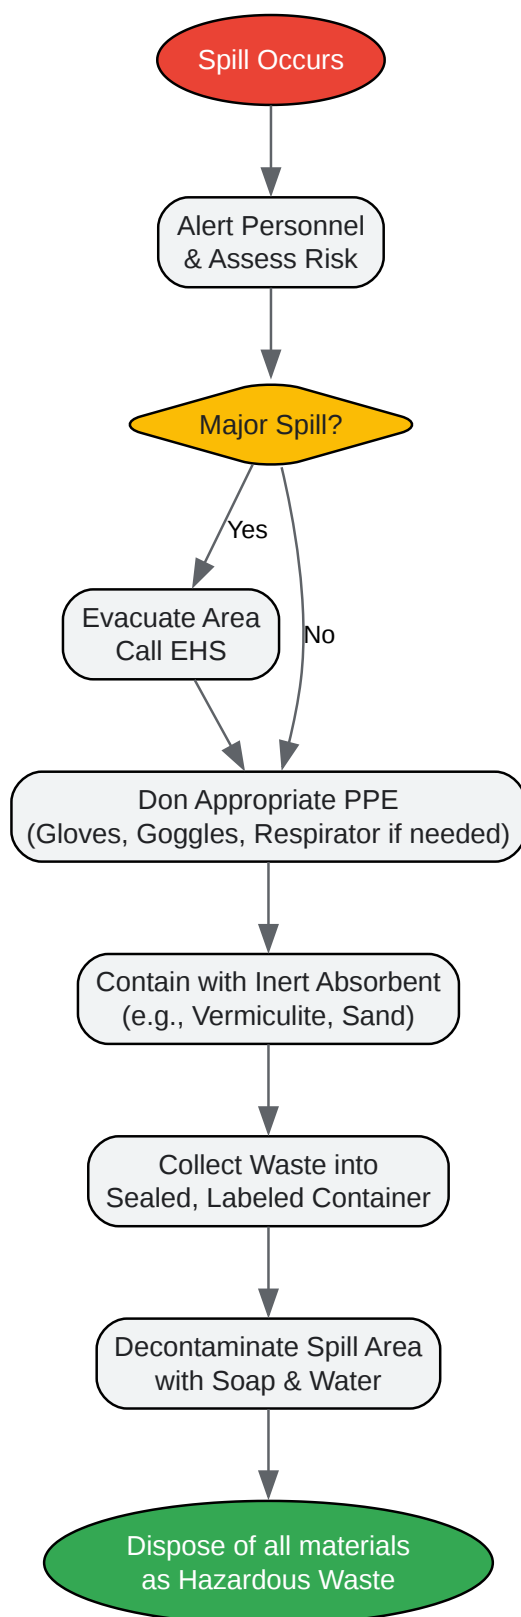 Spill Occurs
Alert Personnel
& Assess Risk
Major Spill?
Yes
Evacuate Area
Call EHS
No
Don Appropriate PPE
(Gloves, Goggles, Respirator if needed)
Contain with Inert Absorbent
(e.g., Vermiculite, Sand)
Collect Waste into
Sealed, Labeled Container
Decontaminate Spill Area
with Soap & Water
Dispose of all materials
as Hazardous Waste